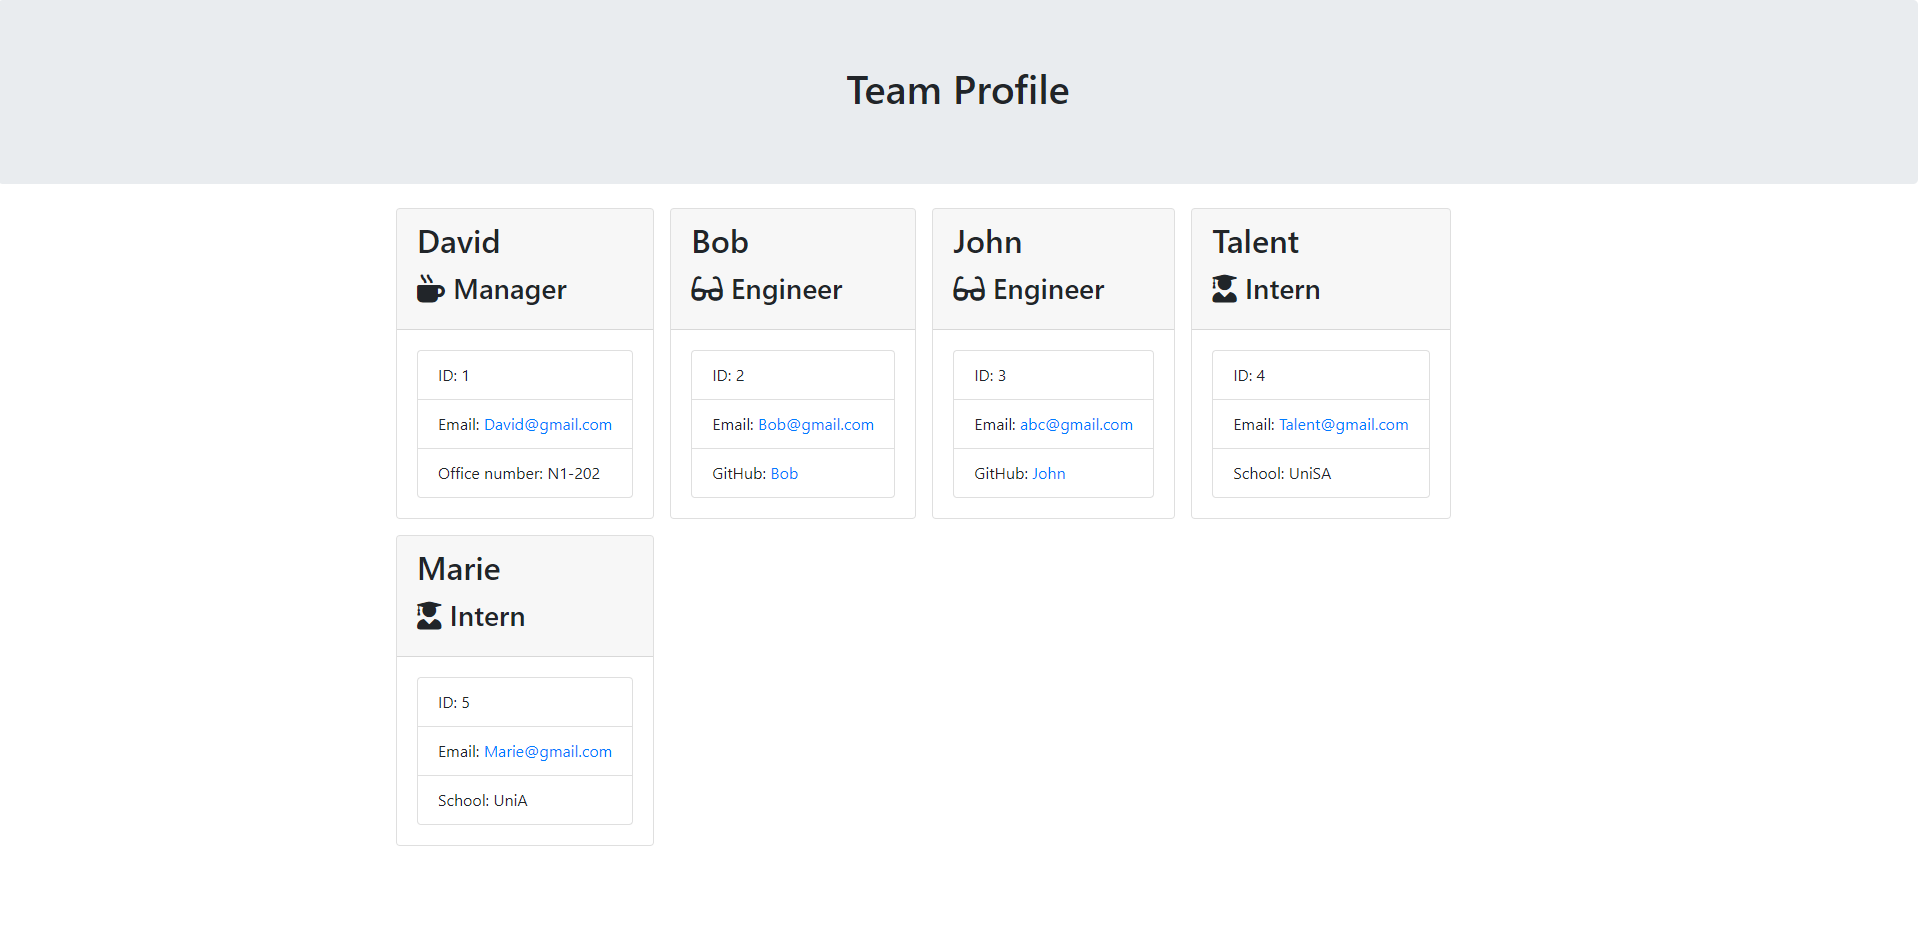 Team Profile
David
Manager
ID: 1
Email: David@gmail.com
Office number: N1-202
Bob
Engineer
ID: 2
Email: Bob@gmail.com
GitHub: Bob
John
Engineer
ID: 3
Email: abc@gmail.com
GitHub: John
Talent
Intern
ID: 4
Email: Talent@gmail.com
School: UniSA
Marie
Intern
ID: 5
Email: Marie@gmail.com
School: UniA